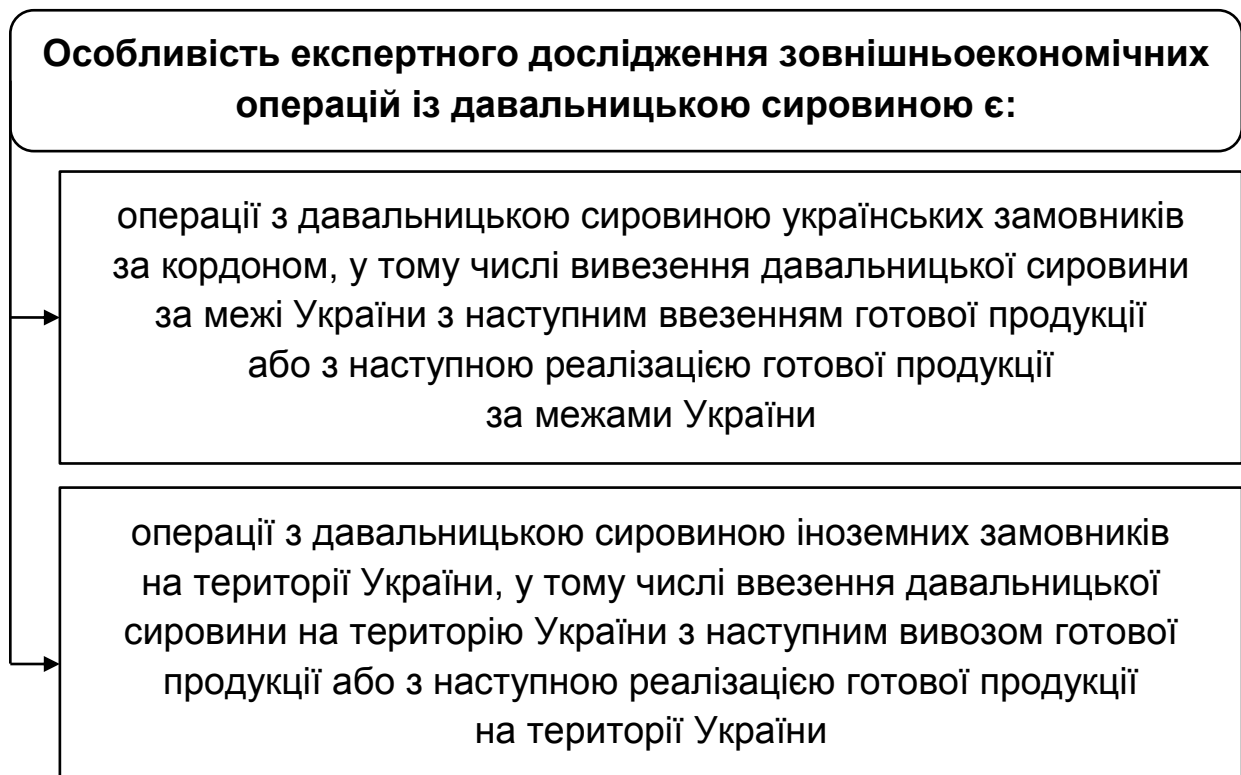 Особливість експертного дослідження зовнішньоекономічних
операцій із давальницькою сировиною є:
операції з давальницькою сировиною українських замовників
за кордоном, у тому числі вивезення давальницької сировини
за межі України з наступним ввезенням готової продукції
або з наступною реалізацією готової продукції
за межами України
операції з давальницькою сировиною іноземних замовників
на території України, у тому числі ввезення давальницької
сировини на територію України з наступним вивозом готової
продукції або з наступною реалізацією готової продукції
на території України